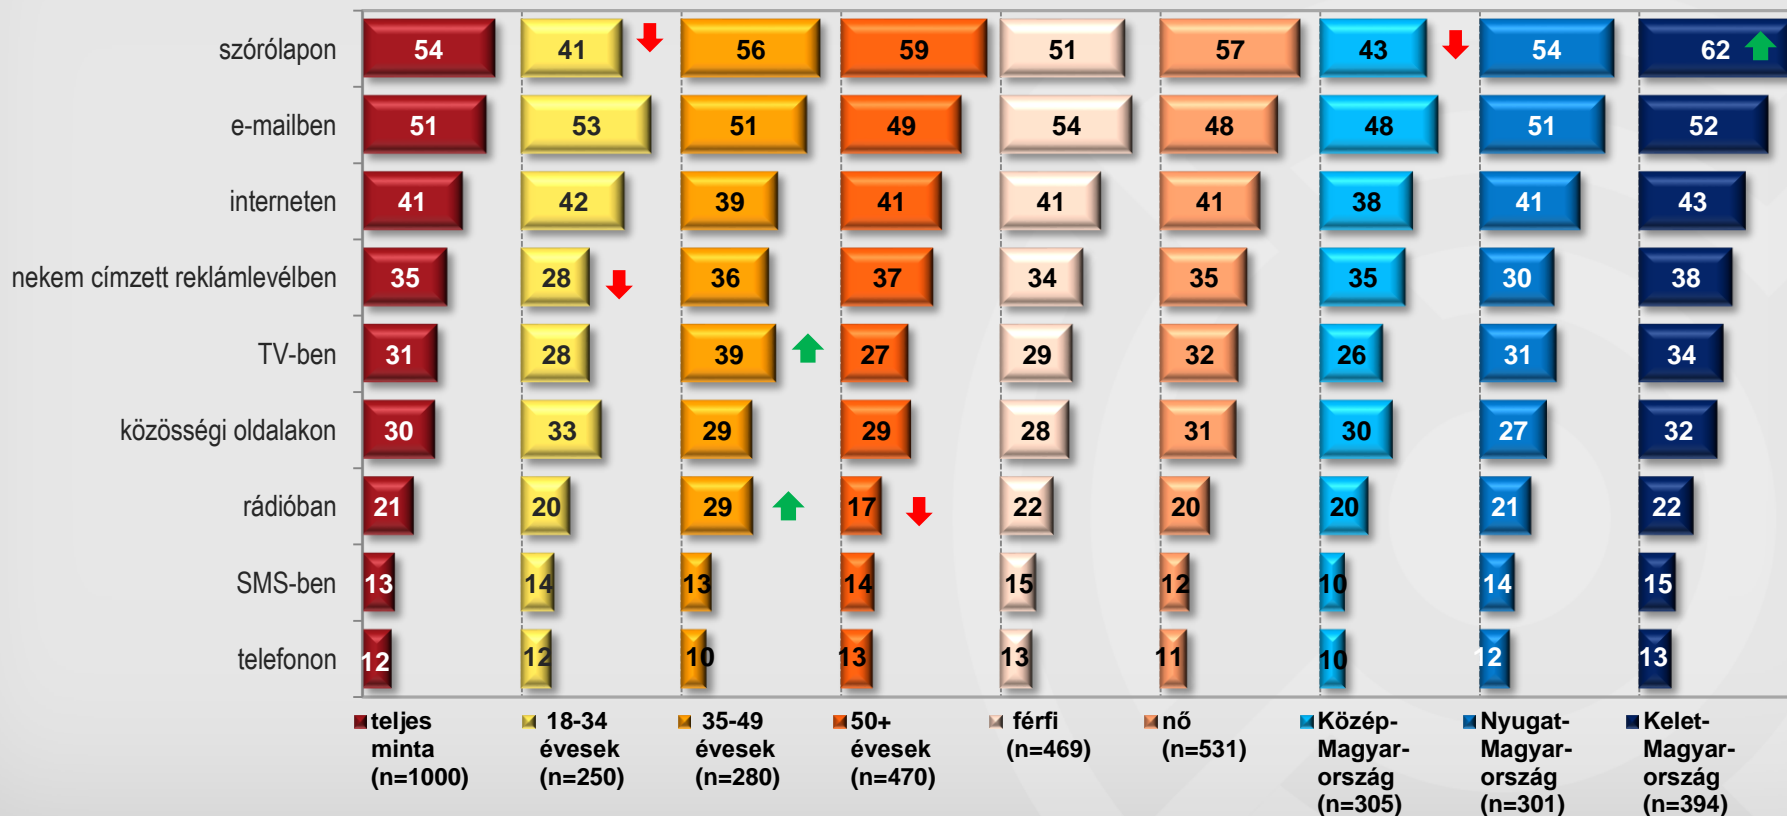 szórólapon 54 41 56 59 51 57 43 54 62
e-mailben 51 53 51 49 54 48 48 51 52
interneten 41 42 39 41 41 41 38 41 43
nekem címzett reklámlevélben 35 28 36 37 34 35 35 30 38
TV-ben 31 28 39 27 29 32 26 31 34
közösségi oldalakon 30 33 29 29 28 31 30 27 32
rádióban 21 20 29 17 22 20 20 21 22
SMS-ben 13 14 13 14 15 12 10 14 15
telefonon 12 12 10 13 13 11 10 12 13
teljes
minta
(n=1000)
18-34
évesek
(n=250)
35-49
évesek
(n=280)
50+
évesek
(n=470)
férfi
(n=469)
nő
(n=531)
Közép-
Magyar-
ország
(n=305)
Nyugat-
Magyar-
ország
(n=301)
Kelet-
Magyar-
ország
(n=394)